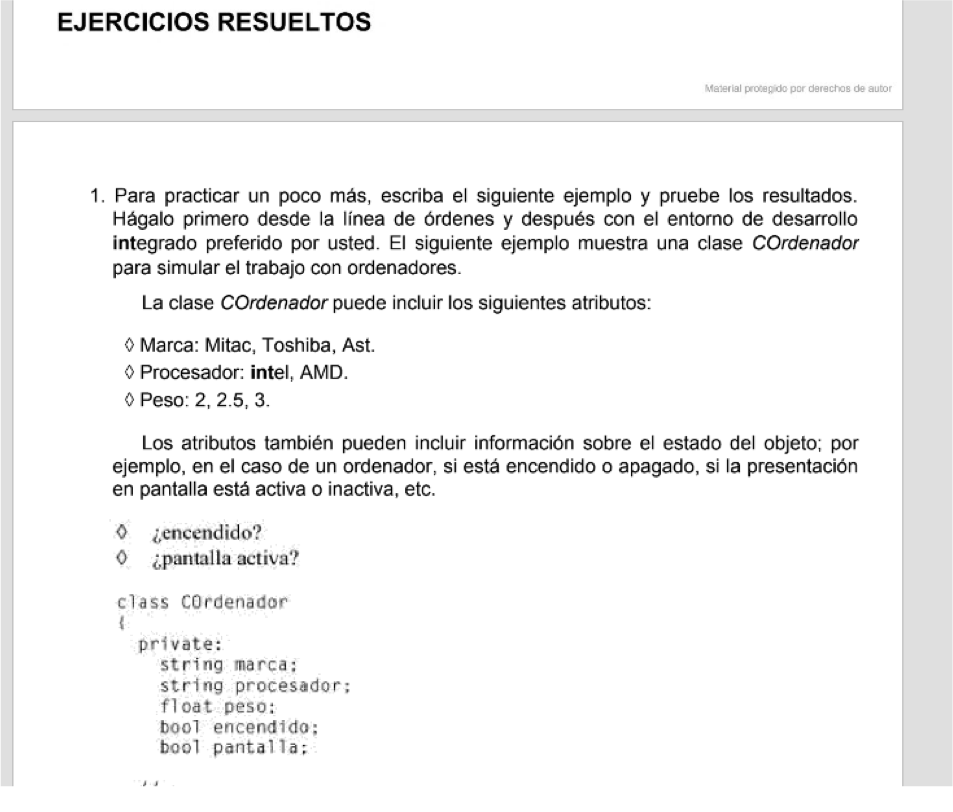 EJERCICIOS RESUELTOS
Material protegido por derechos de autor
1. Para practicar un poco más, escriba el siguiente ejemplo y pruebe los resultados.
Hágalo primero desde la línea de órdenes y después con el entorno de desarrollo
integrado preferido por usted. El siguiente ejemplo muestra una clase COrdenador
para simular el trabajo con ordenadores.
La clase COrdenador puede incluir los siguientes atributos:
◊ Marca: Mitac, Toshiba, Ast.
◊ Procesador: intel, AMD.
◊ Peso: 2, 2.5, 3.
Los atributos también pueden incluir información sobre el estado del objeto; por
ejemplo, en el caso de un ordenador, si está encendido o apagado, si la presentación
en pantalla está activa o inactiva, etc.
◊ ¿encendido?
◊ ¿pantalla activa?
class COrdenador
{
private:
string marca;
string procesador;
float peso;
bool encendido;
bool pantalla;